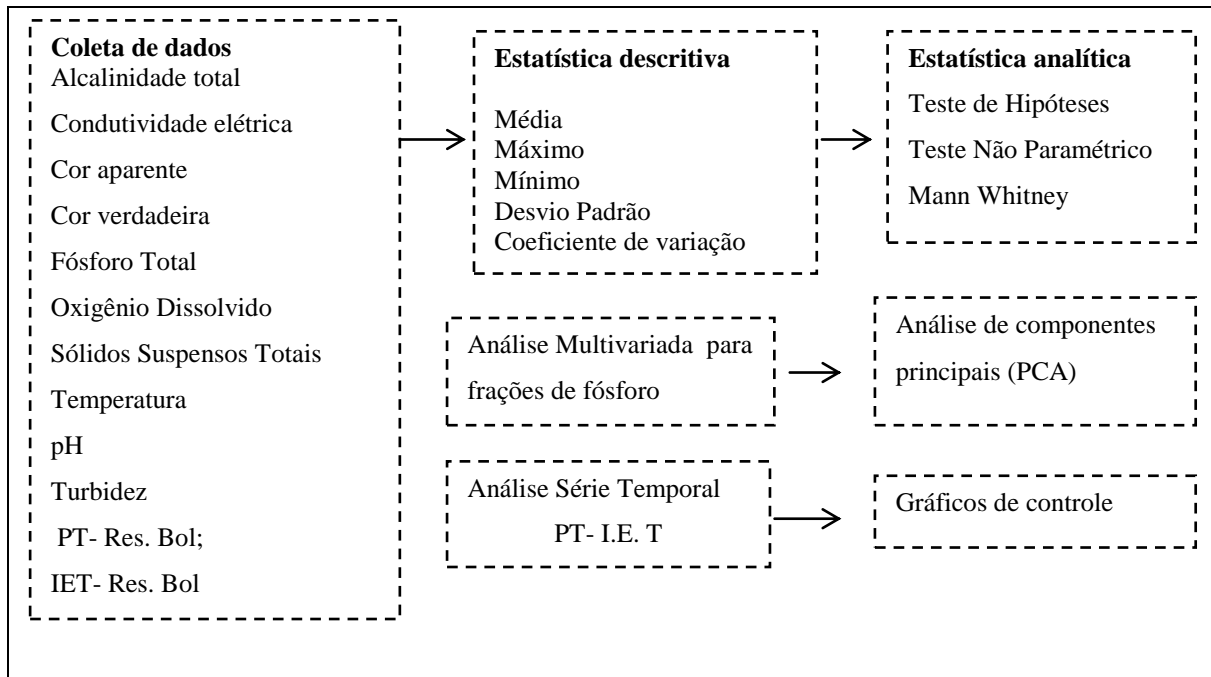 Coleta de dados
Alcalinidade total
Condutividade elétrica
Cor aparente
Cor verdadeira
Fósforo Total
Oxigênio Dissolvido
Sólidos Suspensos Totais
Temperatura
pH
Turbidez
PT- Res. Bol;
IET- Res. Bol
Estatística descritiva
Média
Máximo
Mínimo
Desvio Padrão
Coeficiente de variação
Estatística analítica
Teste de Hipóteses
Teste Não Paramétrico
Mann Whitney
Análise Multivariada para
frações de fósforo
Análise de componentes
principais (PCA)
Análise Série Temporal
PT- I.E. T
Gráficos de controle